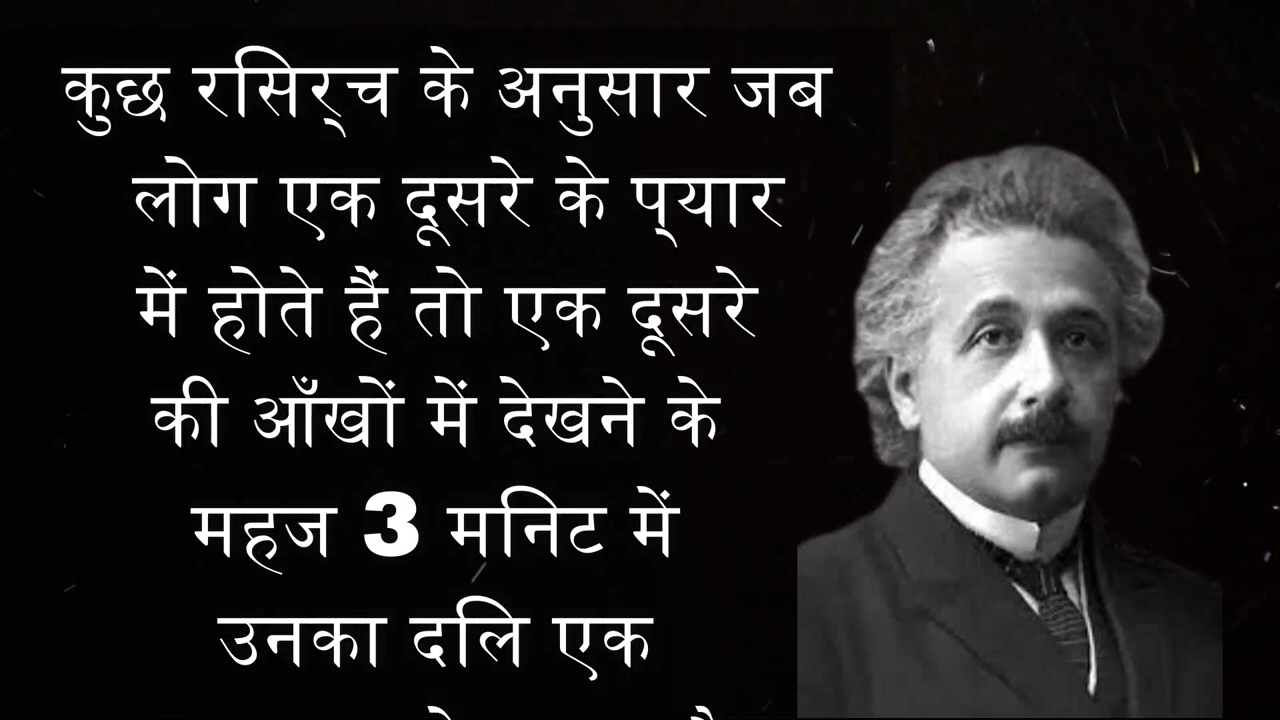 कुछ रसिर्च के अनुसार जब
लोग एक दूसरे के प्यार
में होते हैं तो एक दूसरे
की आँखों में देखने के
महज 3 मनिट में
उनका दलि एक